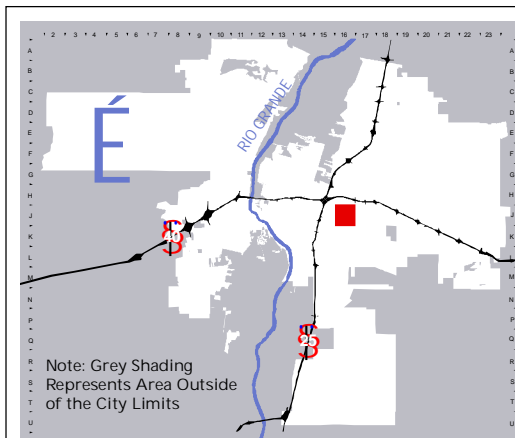 2 3 4 5 6 7 8 9 10 11 12 13 14 15 16 17 18 19 20 21 22 23
A
B
C
D
E
F
G
H
J
K
L
M
N
P
Q
R
S
T
U
É
RIO GRANDE
40
25
Note: Grey Shading
Represents Area Outside
of the City Limits
A
B
C
D
E
F
G
H
J
K
L
M
N
P
Q
R
S
T
U